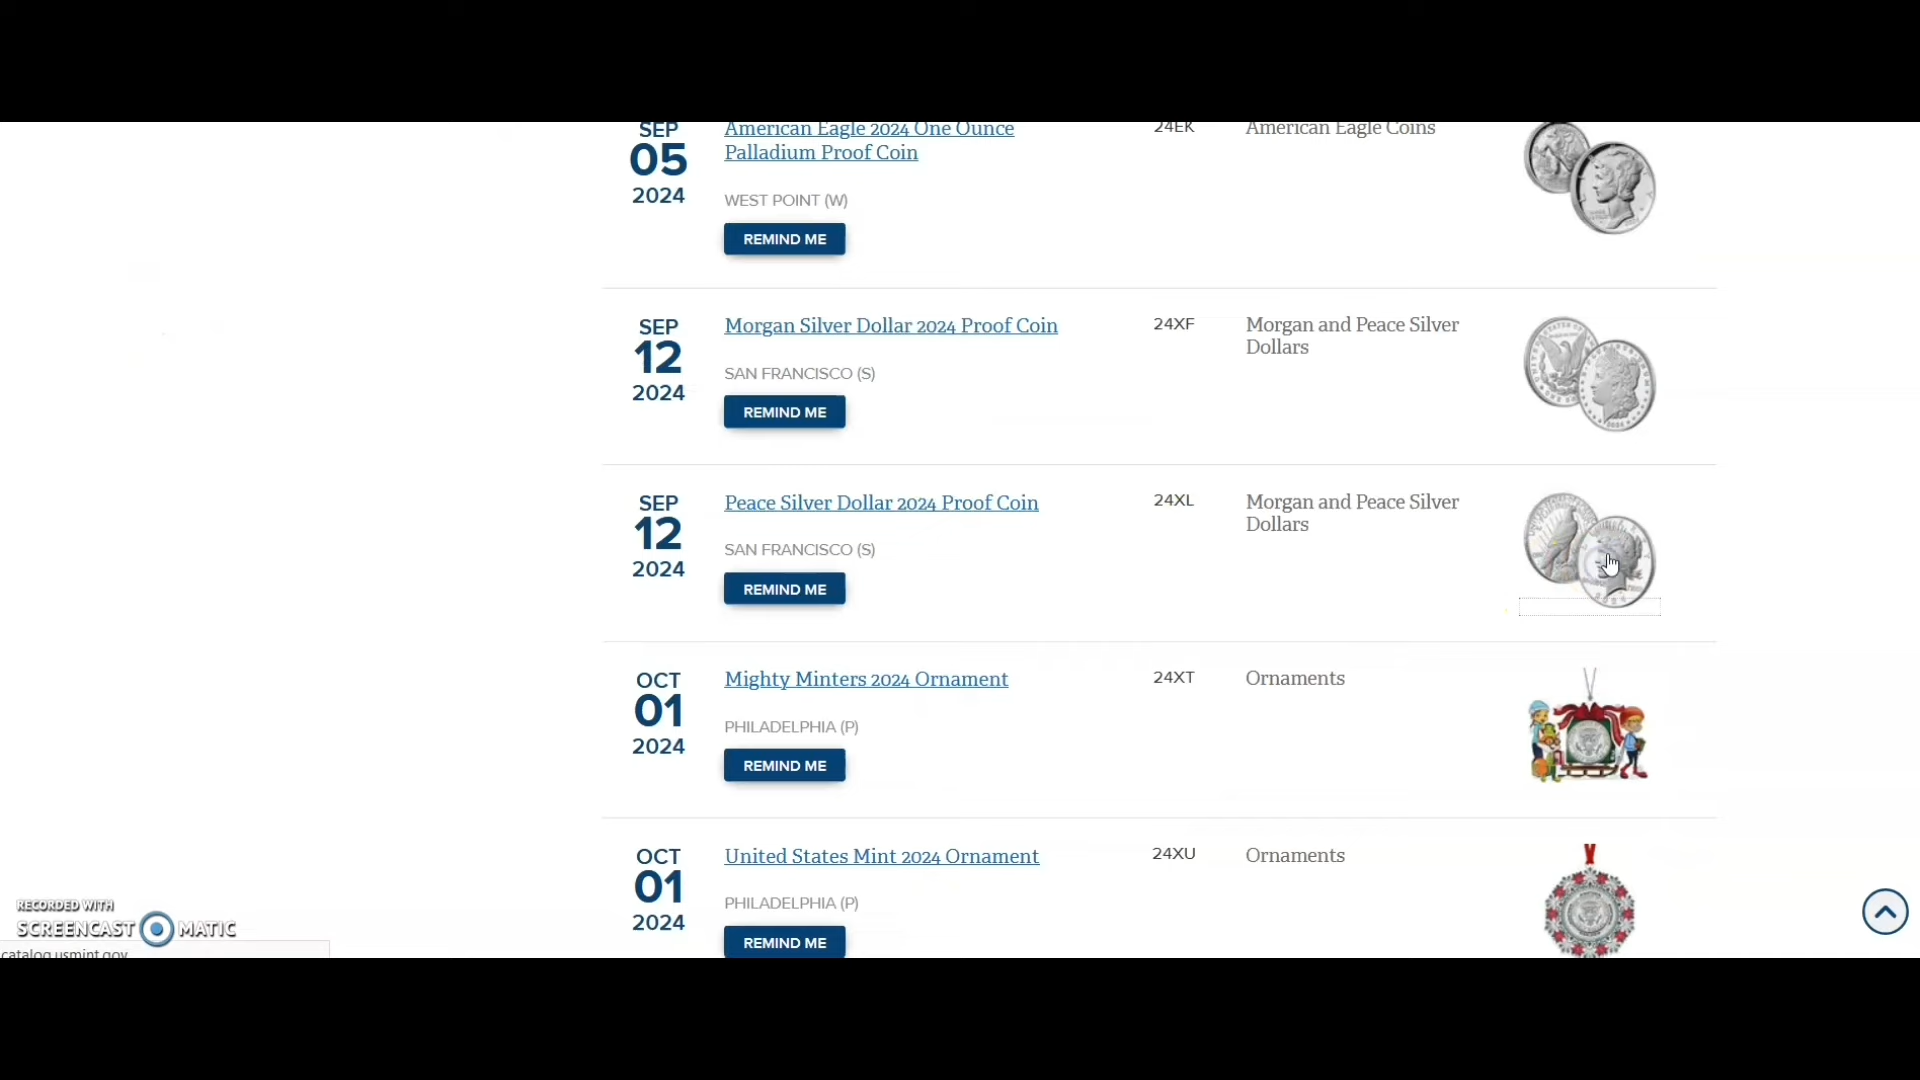 SEP
05
2024
American Eagle 2024 One Ounce
Palladium Proof Coin
WEST POINT (W)
REMIND ME
24EK
American Eagle Coins
SEP
12
2024
Morgan Silver Dollar 2024 Proof Coin
SAN FRANCISCO (S)
REMIND ME
24XF
Morgan and Peace Silver
Dollars
SEP
12
2024
Peace Silver Dollar 2024 Proof Coin
SAN FRANCISCO (S)
REMIND ME
24XL
Morgan and Peace Silver
Dollars
OCT
01
2024
Mighty Minters 2024 Ornament
PHILADELPHIA (P)
REMIND ME
24XT
Ornaments
OCT
01
2024
United States Mint 2024 Ornament
PHILADELPHIA (P)
REMIND ME
24XU
Ornaments
RECORDED WITH
SCREENCAST MATIC
catalog.usmint.gov